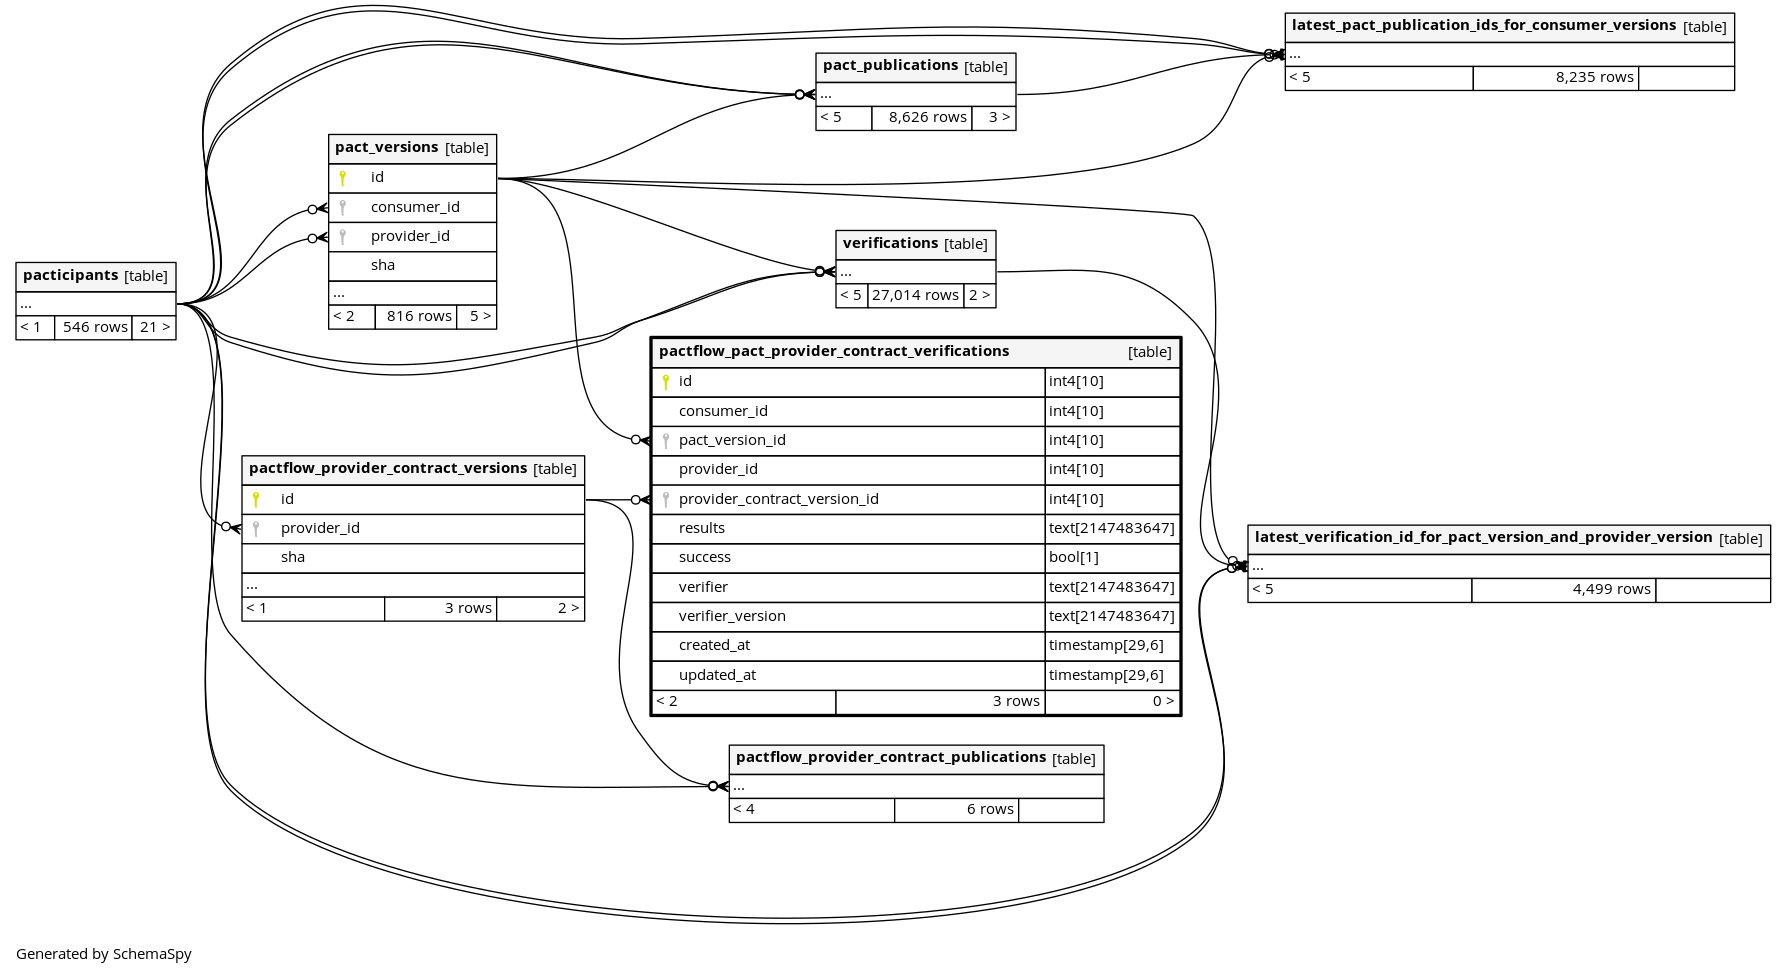 latest_pact_publication_ids_for_consumer_versions [table]
...
< 5 8,235 rows
pact_publications [table]
...
< 5 8,626 rows 3 >
pact_versions [table]
id
consumer_id
provider_id
sha
...
< 2 816 rows 5 >
verifications [table]
...
< 5 27,014 rows 2 >
pacticipants [table]
...
< 1 546 rows 21 >
pactflow_pact_provider_contract_verifications [table]
id int4[10]
consumer_id int4[10]
pact_version_id int4[10]
provider_id int4[10]
provider_contract_version_id int4[10]
results text[2147483647]
success bool[1]
verifier text[2147483647]
verifier_version text[2147483647]
created_at timestamp[29,6]
updated_at timestamp[29,6]
< 2 3 rows 0 >
pactflow_provider_contract_versions [table]
id
provider_id
sha
...
< 1 3 rows 2 >
latest_verification_id_for_pact_version_and_provider_version [table]
...
< 5 4,499 rows
pactflow_provider_contract_publications [table]
...
< 4 6 rows
Generated by SchemaSpy